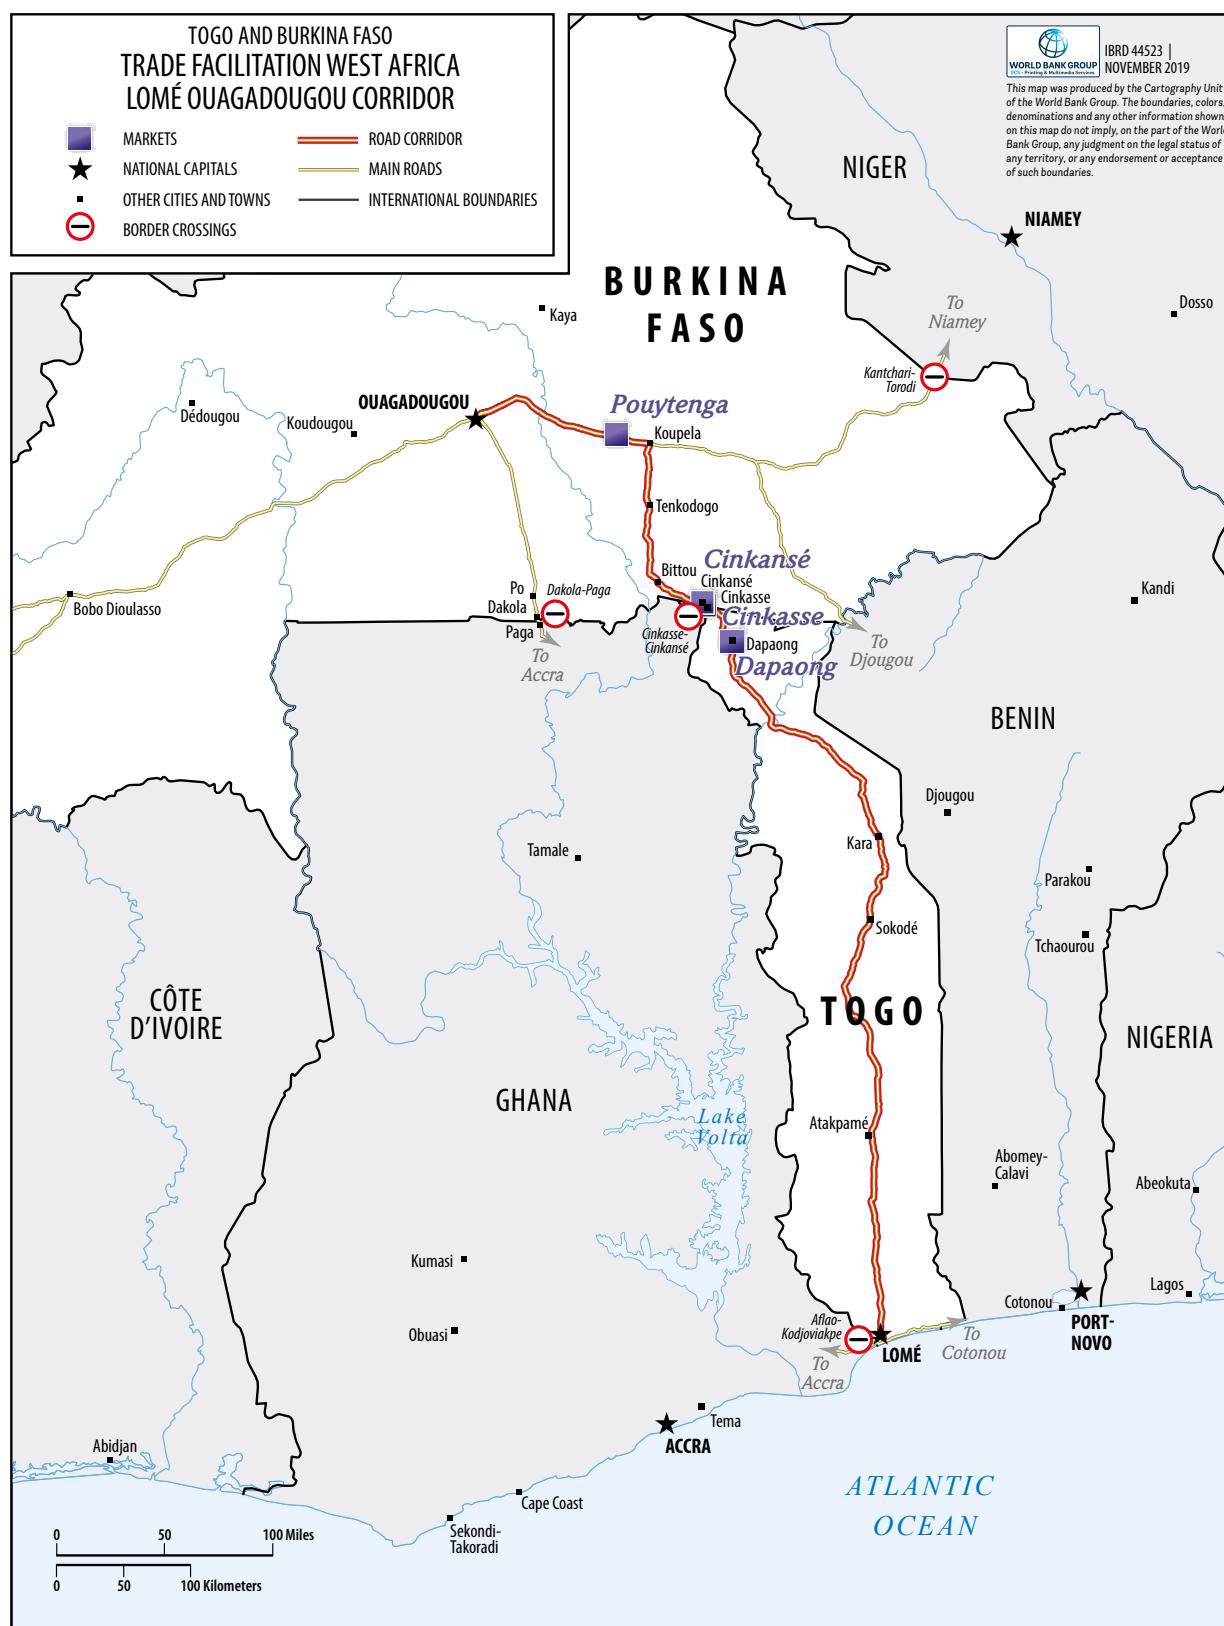 TOGO AND BURKINA FASO
TRADE FACILITATION WEST AFRICA
LOMÉ OUAGADOUGOU CORRIDOR
MARKETS
NATIONAL CAPITALS
OTHER CITIES AND TOWNS
BORDER CROSSINGS
ROAD CORRIDOR
MAIN ROADS
INTERNATIONAL BOUNDARIES
WORLD BANK GROUP
GCS - Printing & Multimedia Services
IBRD 44523 |
NOVEMBER 2019
This map was produced by the Cartography Unit
of the World Bank Group. The boundaries, colors,
denominations and any other information shown
on this map do not imply, on the part of the World
Bank Group, any judgment on the legal status of
any territory, or any endorsement or acceptance
of such boundaries.
NIGER
NIAMEY
Dosso
BURKINA
FASO
To
Niamey
Kantchari-
Torodi
Kaya
Dédougou
Koudougou
OUAGADOUGOU
Pouytenga
Koupela
Tenkodogo
Bittou
Cinkansé
Cinkansé
Cinkasse
Cinkasse
Cinkasse-
Cinkansé
Dapaong
Dapaong
Bobo Dioulasso
Po
Dakola
Paga
Dakola-Paga
To
Accra
To
Djougou
Kandi
BENIN
Djougou
Kara
Parakou
Sokodé
Tchaourou
Tamale
CÔTE
D'IVOIRE
TOGO
NIGERIA
GHANA
Lake
Volta
Atakpamé
Abomey-
Calavi
Abeokuta
Kumasi
Obuasi
Lagos
Cotonou
PORT-
NOVO
Aflao-
Kodjoviakpe
LOMÉ
To
Cotonou
To
Accra
Tema
ACCRA
Abidjan
Cape Coast
Sekondi-
Takoradi
ATLANTIC
OCEAN
0 50 100 Miles
0 50 100 Kilometers